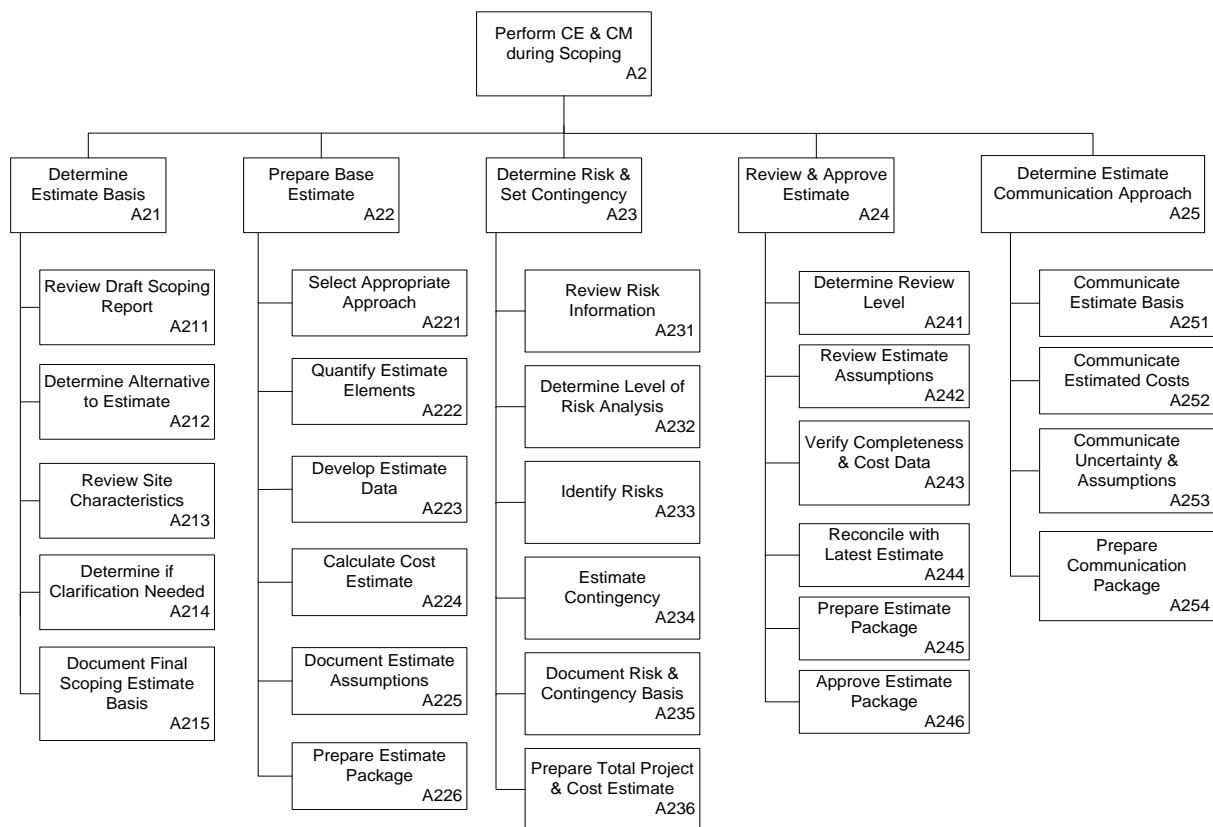 Perform CE & CM
during Scoping
A2
Determine
Estimate Basis
A21
Prepare Base
Estimate
A22
Determine Risk &
Set Contingency
A23
Review & Approve
Estimate
A24
Determine Estimate
Communication Approach
A25
Review Draft Scoping
Report
A211
Determine Alternative
to Estimate
A212
Review Site
Characteristics
A213
Determine if
Clarification Needed
A214
Document Final
Scoping Estimate
Basis
A215
Select Appropriate
Approach
A221
Quantify Estimate
Elements
A222
Develop Estimate
Data
A223
Calculate Cost
Estimate
A224
Document Estimate
Assumptions
A225
Prepare Estimate
Package
A226
Review Risk
Information
A231
Determine Level of
Risk Analysis
A232
Identify Risks
A233
Estimate
Contingency
A234
Document Risk &
Contingency Basis
A235
Prepare Total Project
& Cost Estimate
A236
Determine Review
Level
A241
Review Estimate
Assumptions
A242
Verify Completeness
& Cost Data
A243
Reconcile with
Latest Estimate
A244
Prepare Estimate
Package
A245
Approve Estimate
Package
A246
Communicate
Estimate Basis
A251
Communicate
Estimated Costs
A252
Communicate
Uncertainty &
Assumptions
A253
Prepare
Communication
Package
A254